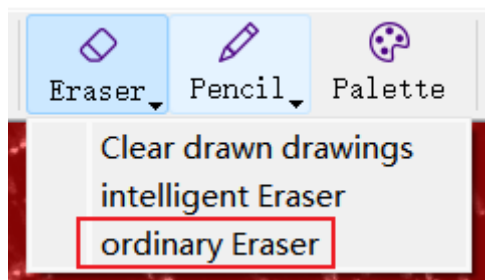 Eraser Pencil Palette
Clear drawn drawings
intelligent Eraser
ordinary Eraser